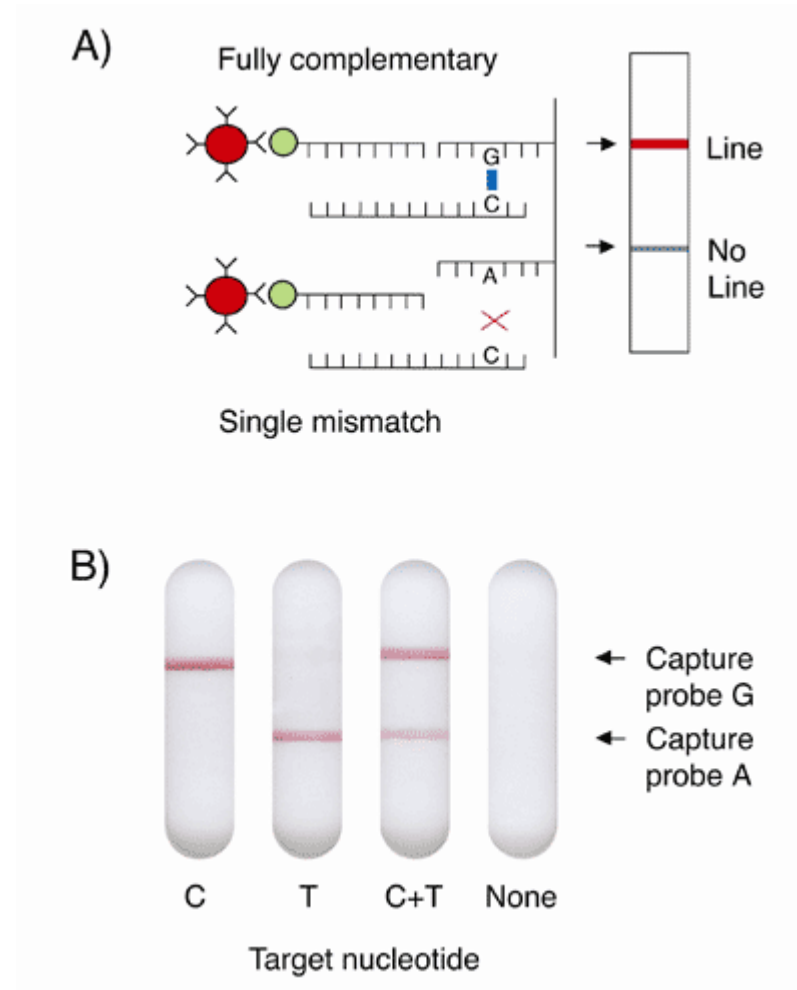 A)
Fully complementary
G
C
Line
A
C
No
Line
Single mismatch
B)
Capture
probe G
Capture
probe A
C T C+T None
Target nucleotide